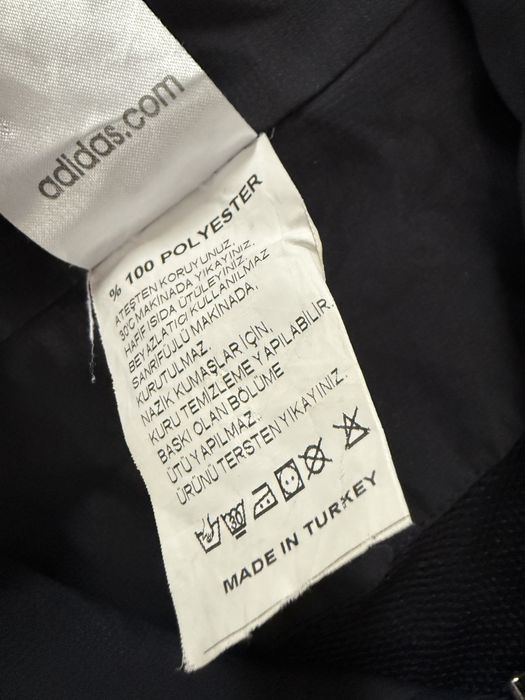 adidas.com
% 100 POLYESTER
ATEŞTEN KORUYUNUZ.
30°C MAKİNADA YIKAYINIZ.
HAFİF ISIDA ÜTÜLEYİNİZ.
BEYAZLATICI KULLANILMAZ
SANRİFÜJLÜ MAKİNADA,
KURUTULMAZ.
NAZİK KUMAŞLAR İÇİN,
KURU TEMİZLEME YAPILABİLİR.
BASKI OLAN BÖLÜME
ÜTÜ YAPILMAZ.
ÜRÜNÜ TERSTEN YIKAYINIZ.
30
MADE IN TURKEY